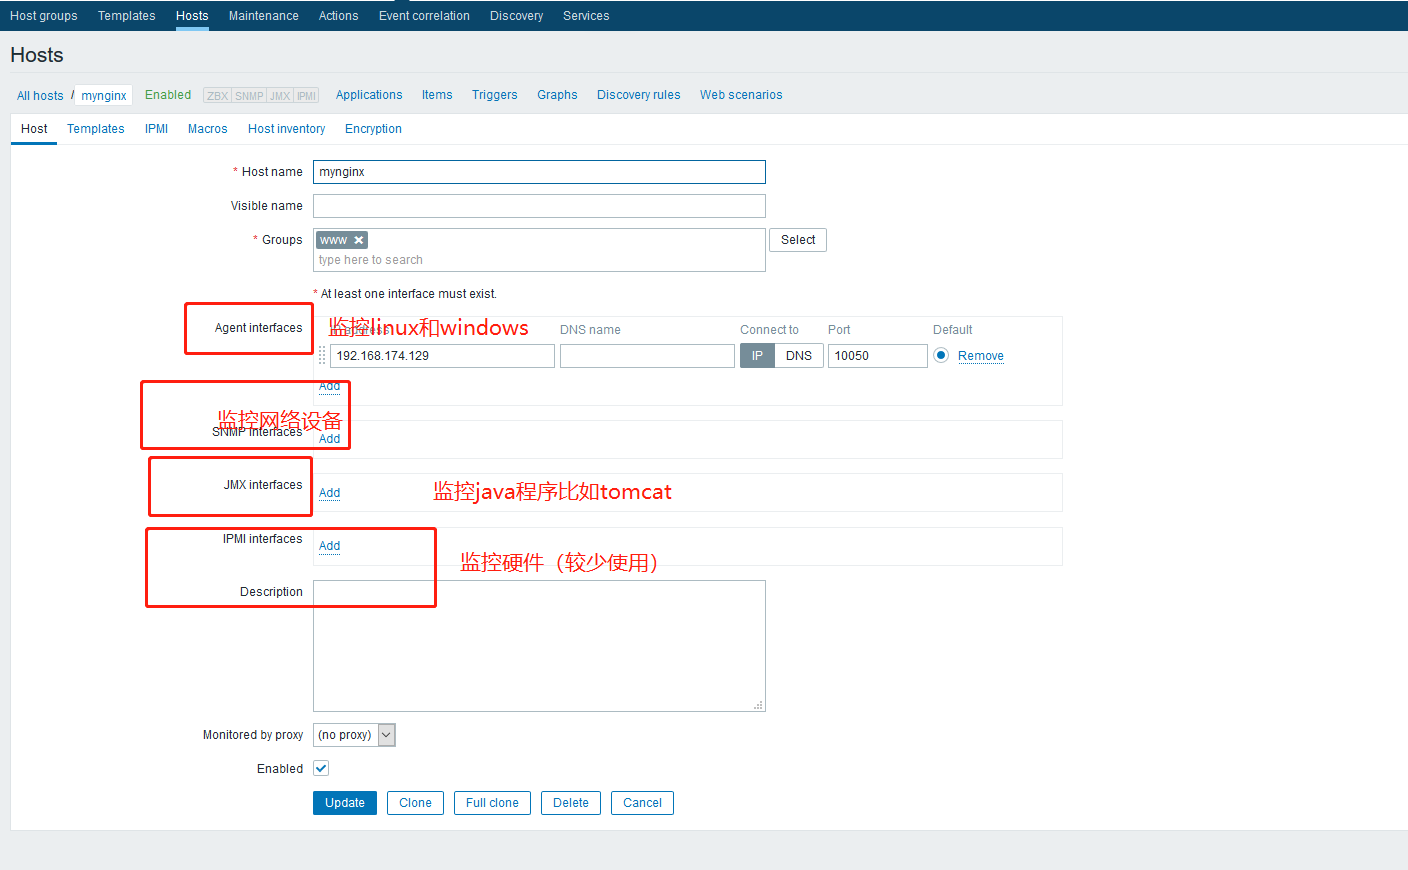 Host groups Templates Hosts Maintenance Actions Event correlation Discovery Services
Hosts
All hosts / mynginx Enabled ZBX SNMP JMX IPMI Applications Items Triggers Graphs Discovery rules Web scenarios
Host Templates IPMI Macros Host inventory Encryption
* Host name mynginx
Visible name
* Groups www Select
type here to search
* At least one interface must exist.
Agent interfaces 监控linux和windows DNS name Connect to Port Default
192.168.174.129 IP DNS 10050 Remove
Add
监控网络设备
SNMP interfaces Add
JMX interfaces Add 监控java程序比如tomcat
IPMI interfaces Add
监控硬件（较少使用）
Description
Monitored by proxy (no proxy)
Enabled
Update Clone Full clone Delete Cancel